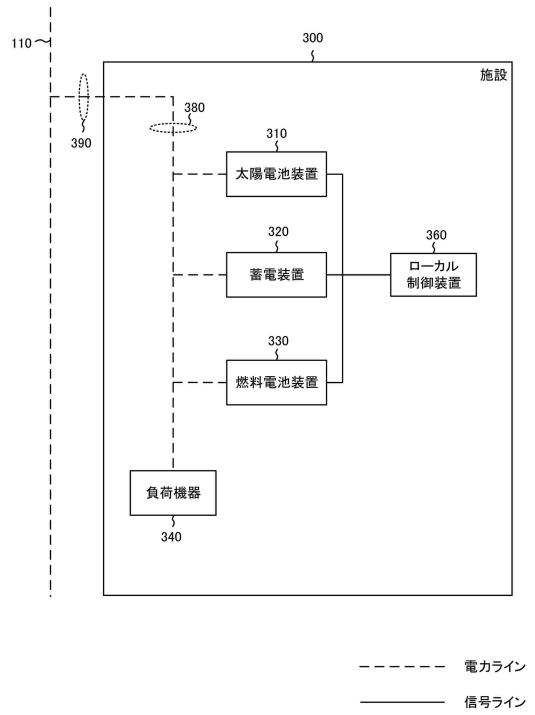 300
110
施設
390
380
310
太陽電池装置
320
蓄電装置
360
ローカル
制御装置
330
燃料電池装置
負荷機器
340
電力ライン
信号ライン